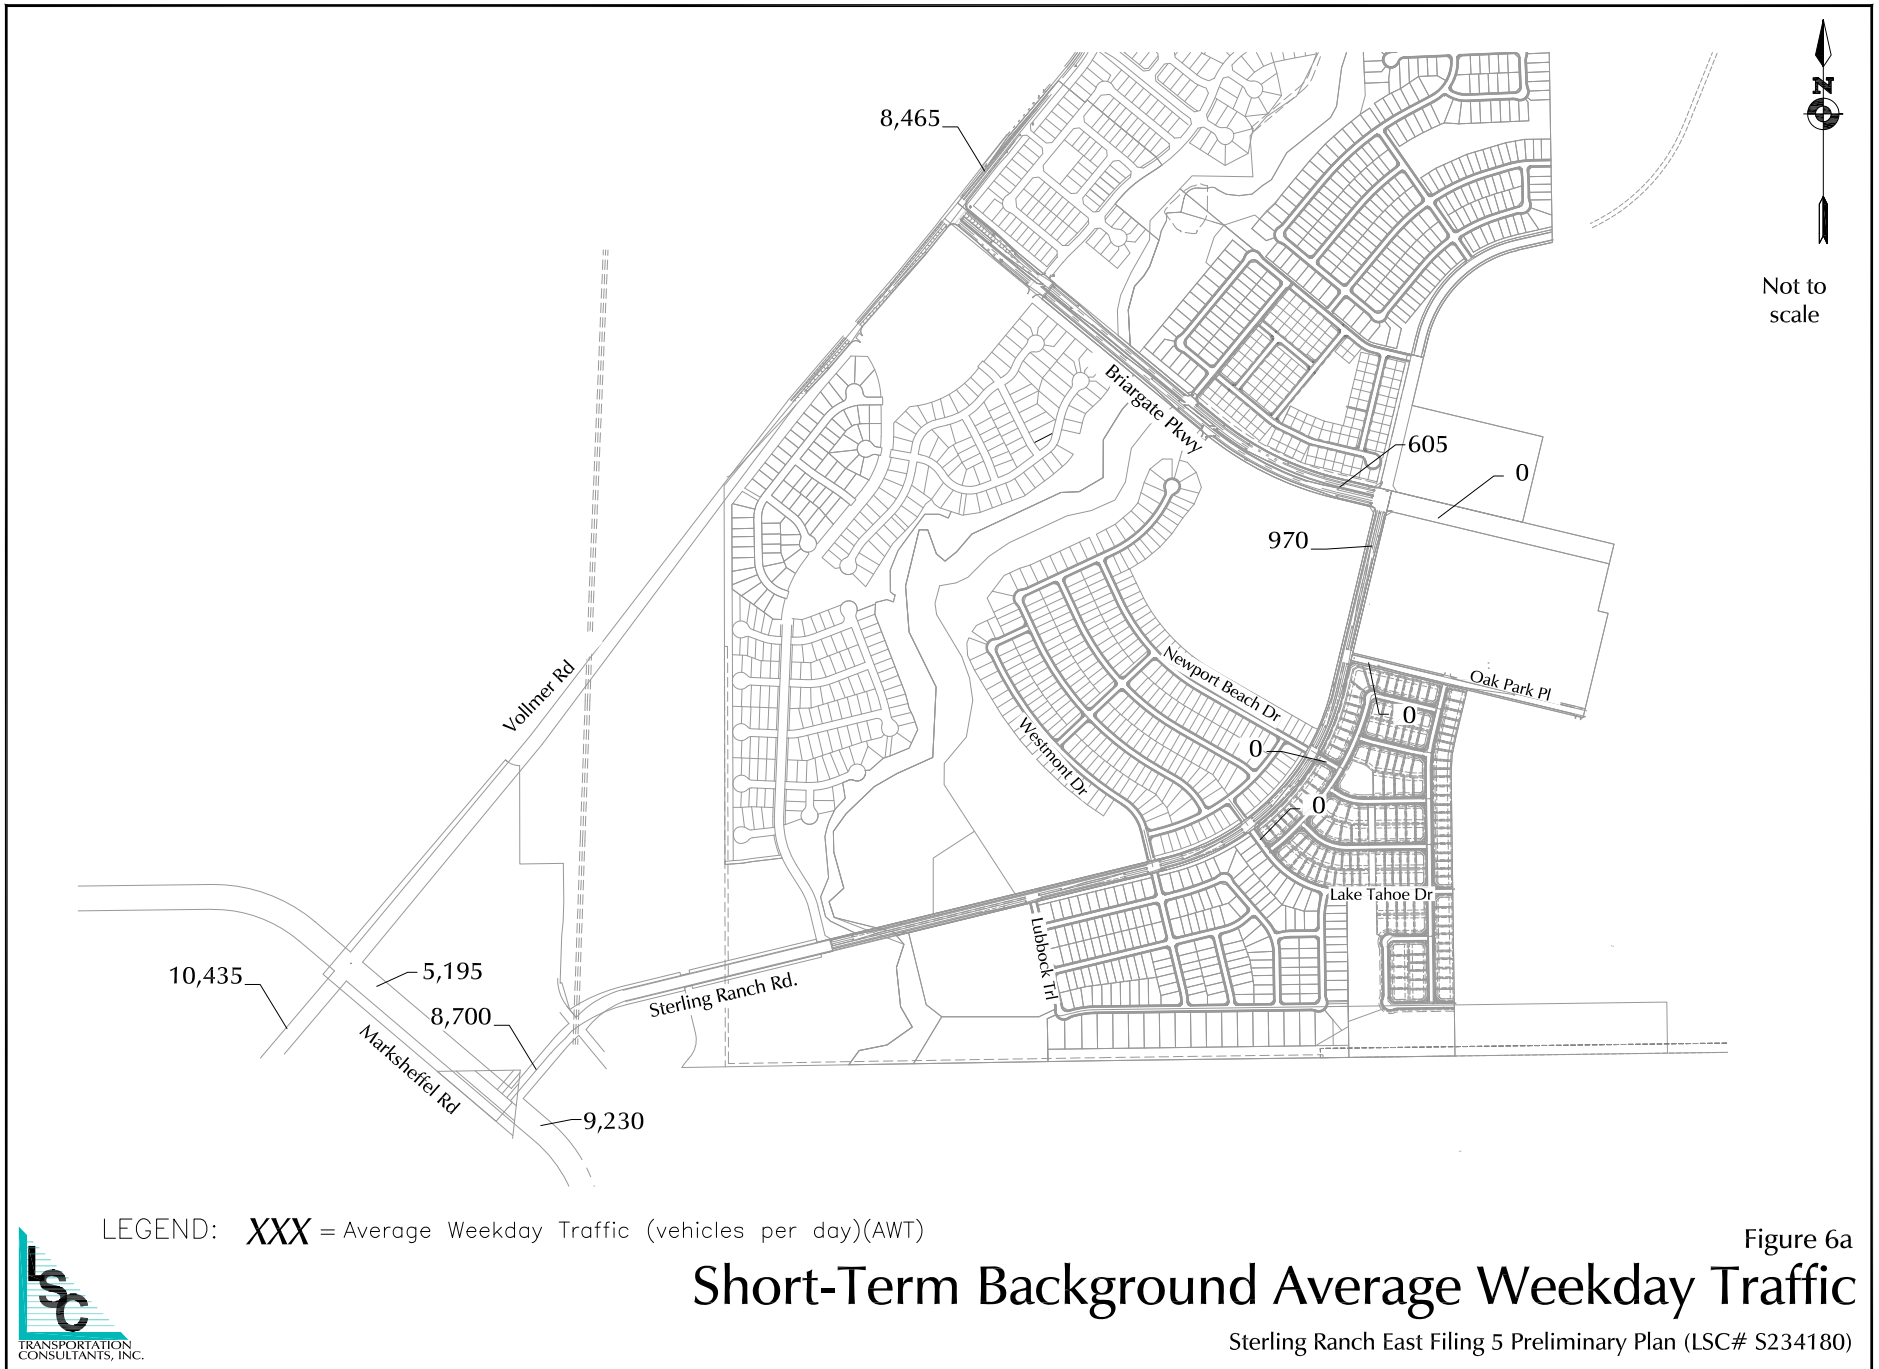 8,465
N
Not to
scale
Briargate Pkwy
605
0
970
Vollmer Rd
Newport Beach Dr
Oak Park Pl
0
Westmont Dr
0
0
Lake Tahoe Dr
Lubbock Trl
10,435
5,195
8,700
Sterling Ranch Rd.
Marksheffel Rd
9,230
LEGEND: XXX = Average Weekday Traffic (vehicles per day)(AWT)
Figure 6a
Short-Term Background Average Weekday Traffic
Sterling Ranch East Filing 5 Preliminary Plan (LSC# S234180)
LSC
TRANSPORTATION
CONSULTANTS, INC.